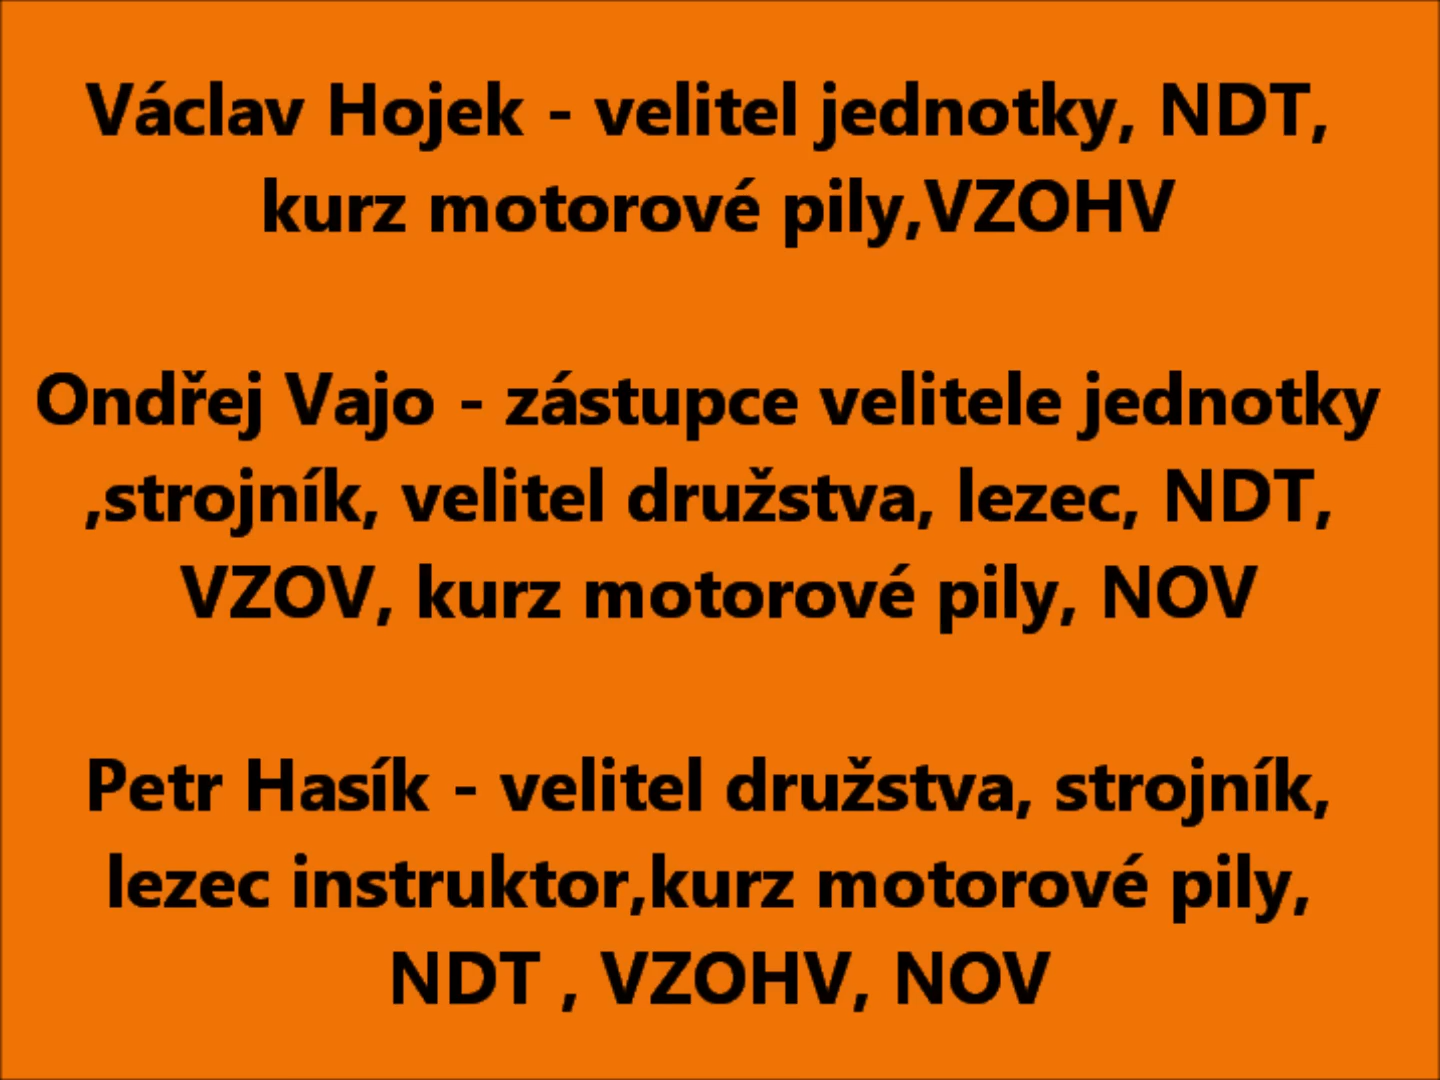 Václav Hojek - velitel jednotky, NDT,
kurz motorové pily,VZOHV
Ondřej Vajo - zástupce velitele jednotky
,strojník, velitel družstva, lezec, NDT,
VZOV, kurz motorové pily, NOV
Petr Hasík - velitel družstva, strojník,
lezec instruktor,kurz motorové pily,
NDT , VZOHV, NOV